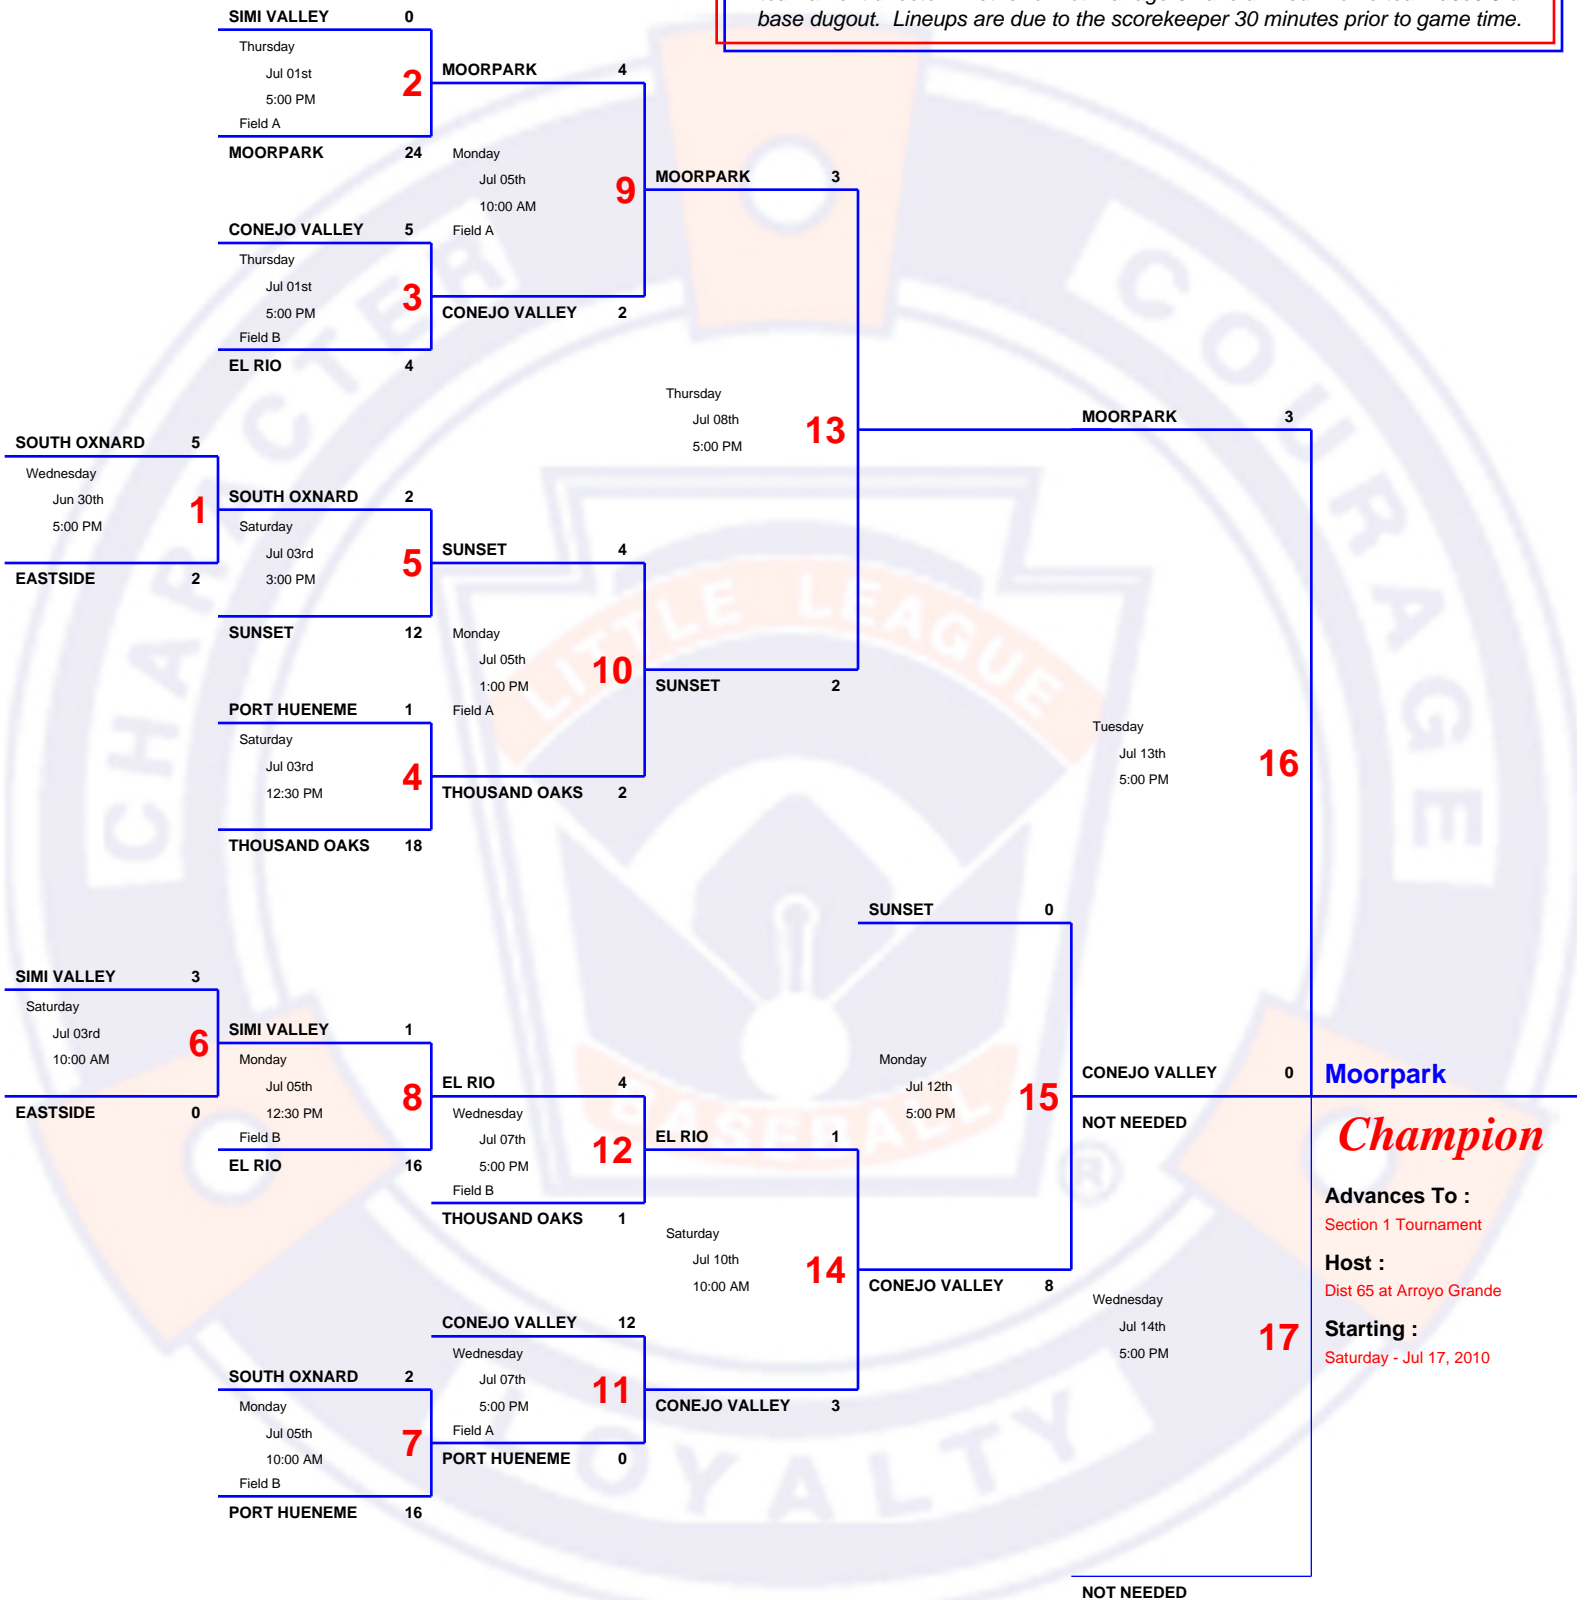 base dugout. Lineups are due to the scorekeeper 30 minutes prior to game time.
SIMI VALLEY 0
Thursday
Jul 01st
5:00 PM
Field A
2
MOORPARK 24
MOORPARK 4
CONEJO VALLEY 5
Thursday
Jul 01st
5:00 PM
Field B
3
EL RIO 4
Monday
Jul 05th
10:00 AM
Field A
9
CONEJO VALLEY 2
MOORPARK 3
SOUTH OXNARD 5
Wednesday
Jun 30th
5:00 PM
1
EASTSIDE 2
SOUTH OXNARD 2
Saturday
Jul 03rd
3:00 PM
5
SUNSET 12
SUNSET 4
PORT HUENEME 1
Saturday
Jul 03rd
12:30 PM
4
THOUSAND OAKS 18
Monday
Jul 05th
1:00 PM
Field A
10
THOUSAND OAKS 2
SUNSET 2
Thursday
Jul 08th
5:00 PM
13
MOORPARK 3
Tuesday
Jul 13th
5:00 PM
16
SIMI VALLEY 3
Saturday
Jul 03rd
10:00 AM
6
EASTSIDE 0
SIMI VALLEY 1
Monday
Jul 05th
12:30 PM
Field B
8
EL RIO 16
EL RIO 4
Wednesday
Jul 07th
5:00 PM
Field B
12
THOUSAND OAKS 1
EL RIO 1
SOUTH OXNARD 2
Monday
Jul 05th
10:00 AM
Field B
7
PORT HUENEME 16
CONEJO VALLEY 12
Wednesday
Jul 07th
5:00 PM
Field A
11
PORT HUENEME 0
CONEJO VALLEY 3
Saturday
Jul 10th
10:00 AM
14
CONEJO VALLEY 8
SUNSET 0
Monday
Jul 12th
5:00 PM
15
CONEJO VALLEY 0
NOT NEEDED
Wednesday
Jul 14th
5:00 PM
17
NOT NEEDED
Moorpark
Champion
Advances To :
Section 1 Tournament
Host :
Dist 65 at Arroyo Grande
Starting :
Saturday - Jul 17, 2010
CHARACTER
COURAGE
LOYALTY
LITTLE LEAGUE
BASEBALL
®